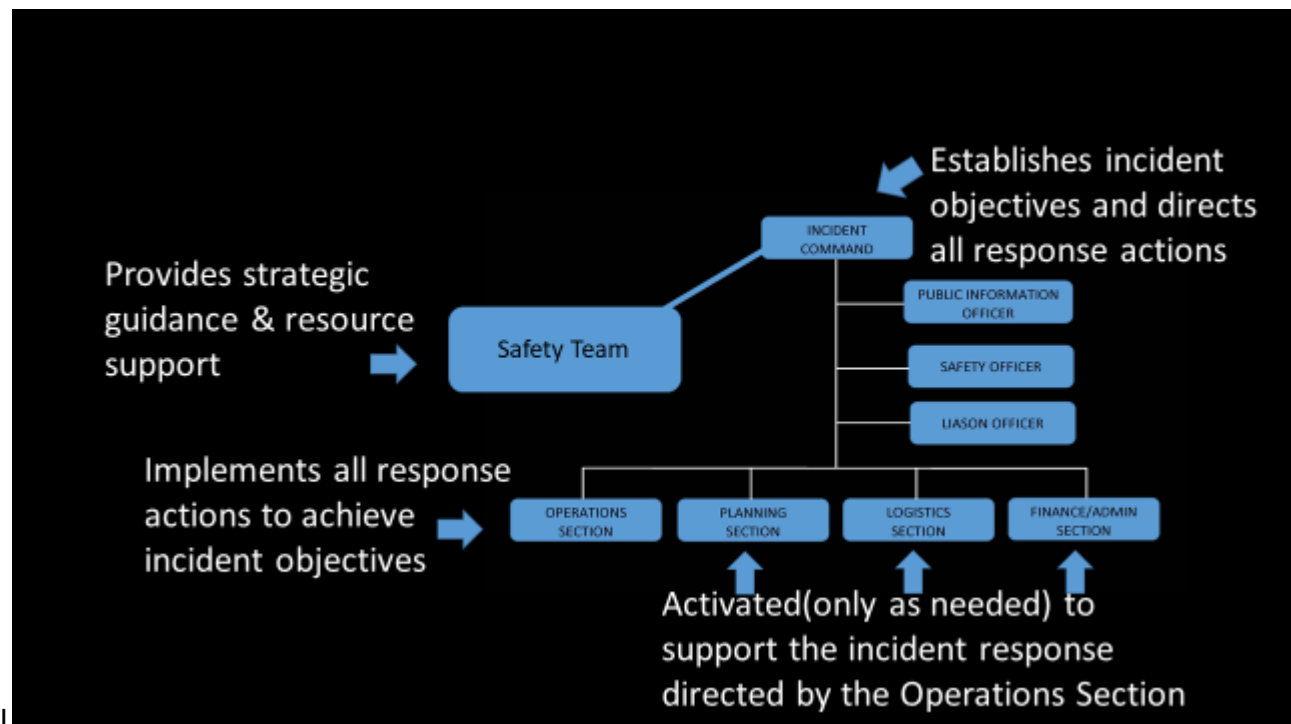 Establishes incident
objectives and directs
all response actions
INCIDENT
COMMAND
Provides strategic
guidance & resource
support
Safety Team
PUBLIC INFORMATION
OFFICER
SAFETY OFFICER
LIASON OFFICER
Implements all response
actions to achieve
incident objectives
OPERATIONS
SECTION
PLANNING
SECTION
LOGISTICS
SECTION
FINANCE/ADMIN
SECTION
Activated(only as needed) to
support the incident response
directed by the Operations Section